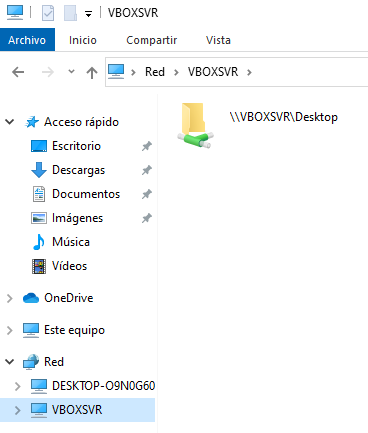 VBOXSVR
Archivo Inicio Compartir Vista
Red VBOXSVR
Acceso rápido
Escritorio
Descargas
Documentos
Imágenes
Música
Vídeos
OneDrive
Este equipo
Red
DESKTOP-O9N0G60
VBOXSVR
\\VBOXSVR\Desktop